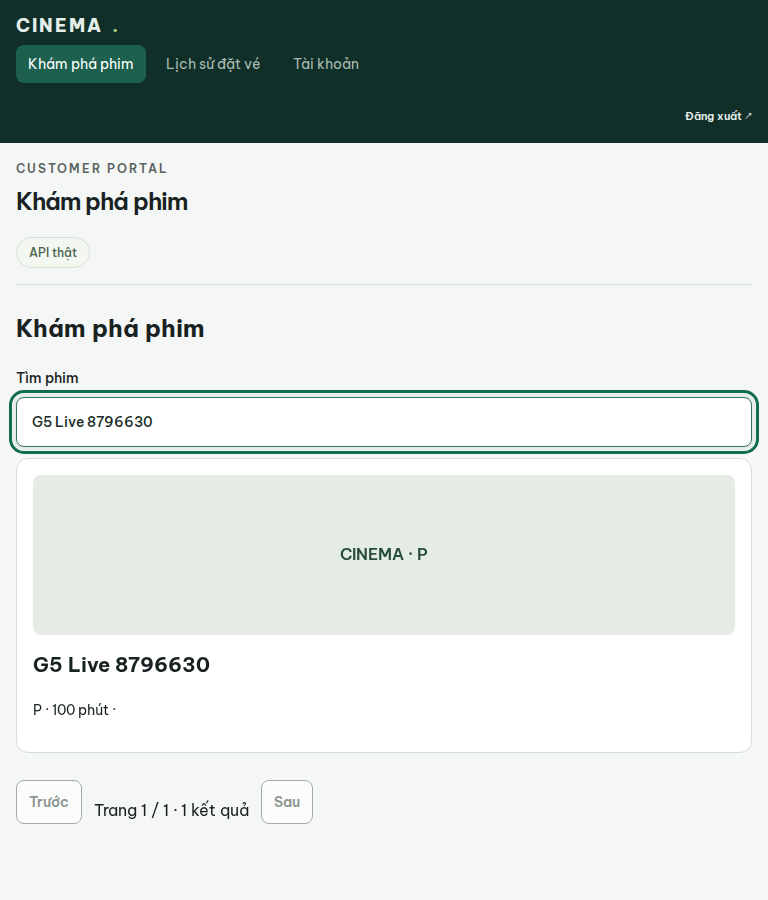 CINEMA .
Khám phá phim
Lịch sử đặt vé
Tài khoản
Đăng xuất ↗
CUSTOMER PORTAL
Khám phá phim
API thật
Khám phá phim
Tìm phim
G5 Live 8796630
CINEMA · P
G5 Live 8796630
P · 100 phút ·
Trước
Trang 1 / 1 · 1 kết quả
Sau